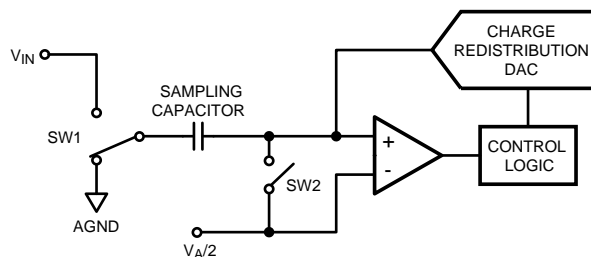 CHARGE
REDISTRIBUTION
DAC
VIN
SAMPLING
CAPACITOR
SW1
+
-
CONTROL
LOGIC
SW2
AGND
VA/2